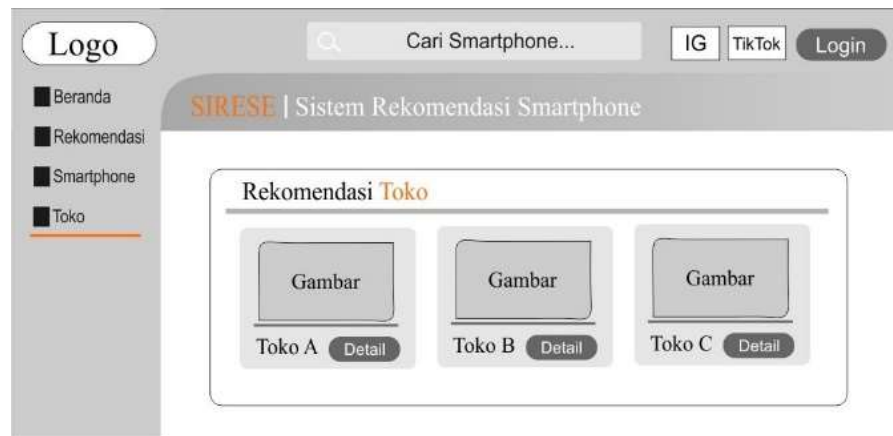 Logo
Cari Smartphone...
IG
TikTok
Login
Beranda
Rekomendasi
Smartphone
Toko
SIRESE | Sistem Rekomendasi Smartphone
Rekomendasi Toko
Gambar
Gambar
Gambar
Toko A
Detail
Toko B
Detail
Toko C
Detail